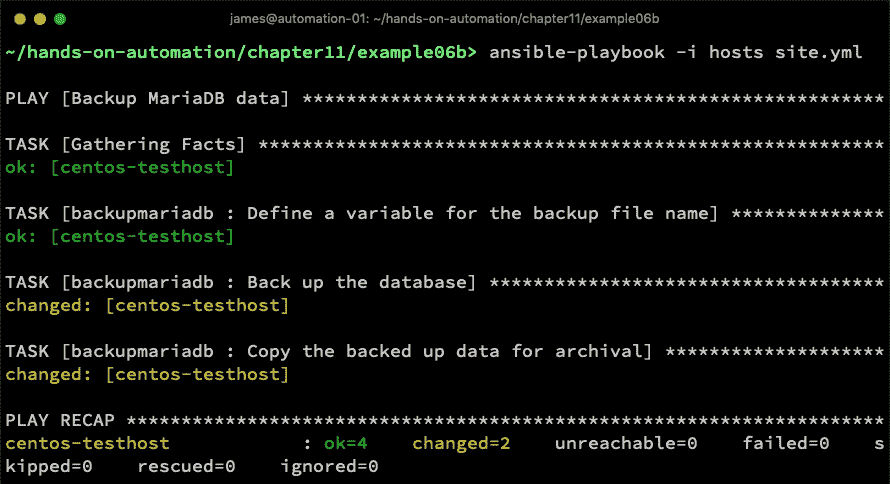 james@automation-01: ~/hands-on-automation/chapter11/example06b
~/hands-on-automation/chapter11/example06b> ansible-playbook -i hosts site.yml
PLAY [Backup MariaDB data] *****************************************************
TASK [Gathering Facts] *********************************************************
ok: [centos-testhost]
TASK [backupmariadb : Define a variable for the backup file name] **************
ok: [centos-testhost]
TASK [backupmariadb : Back up the database] ************************************
changed: [centos-testhost]
TASK [backupmariadb : Copy the backed up data for archival] ********************
changed: [centos-testhost]
PLAY RECAP *********************************************************************
centos-testhost            : ok=4    changed=2    unreachable=0    failed=0    s
kipped=0    rescued=0    ignored=0